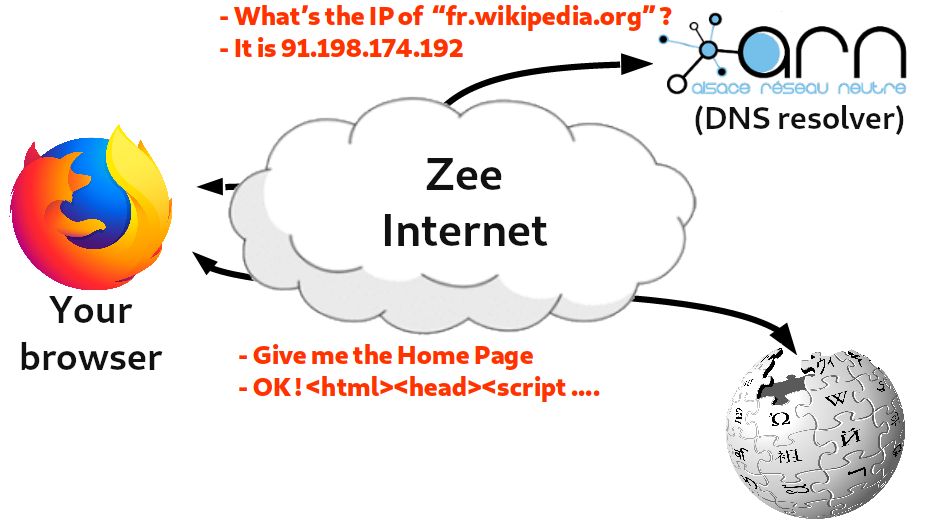 - What's the IP of “fr.wikipedia.org” ?
- It is 91.198.174.192
arn
alsace réseau neutre
(DNS resolver)
Zee
Internet
Your
browser
- Give me the Home Page
- OK ! <html><head><script ....
Ω
W
И